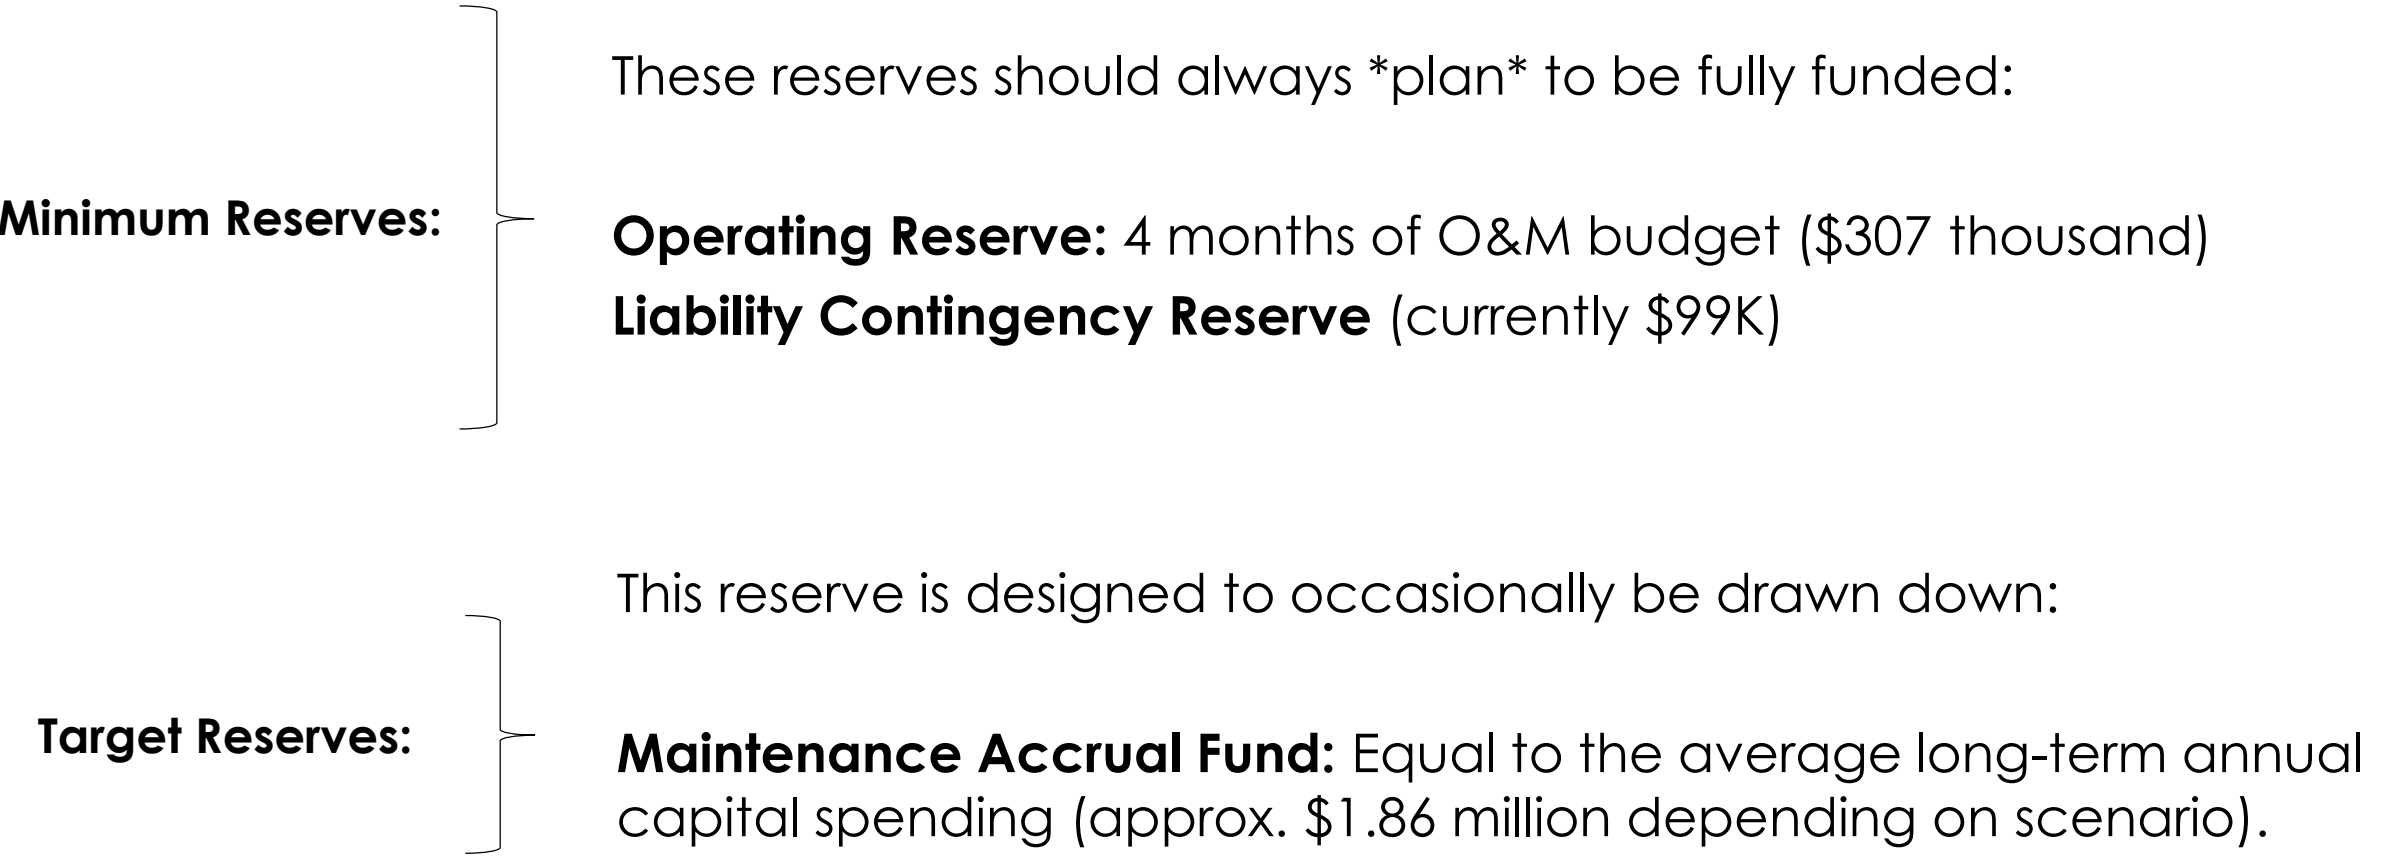 These reserves should always *plan* to be fully funded:
Minimum Reserves:
Operating Reserve: 4 months of O&M budget ($307 thousand)
Liability Contingency Reserve (currently $99K)
This reserve is designed to occasionally be drawn down:
Target Reserves:
Maintenance Accrual Fund: Equal to the average long-term annual
capital spending (approx. $1.86 million depending on scenario).